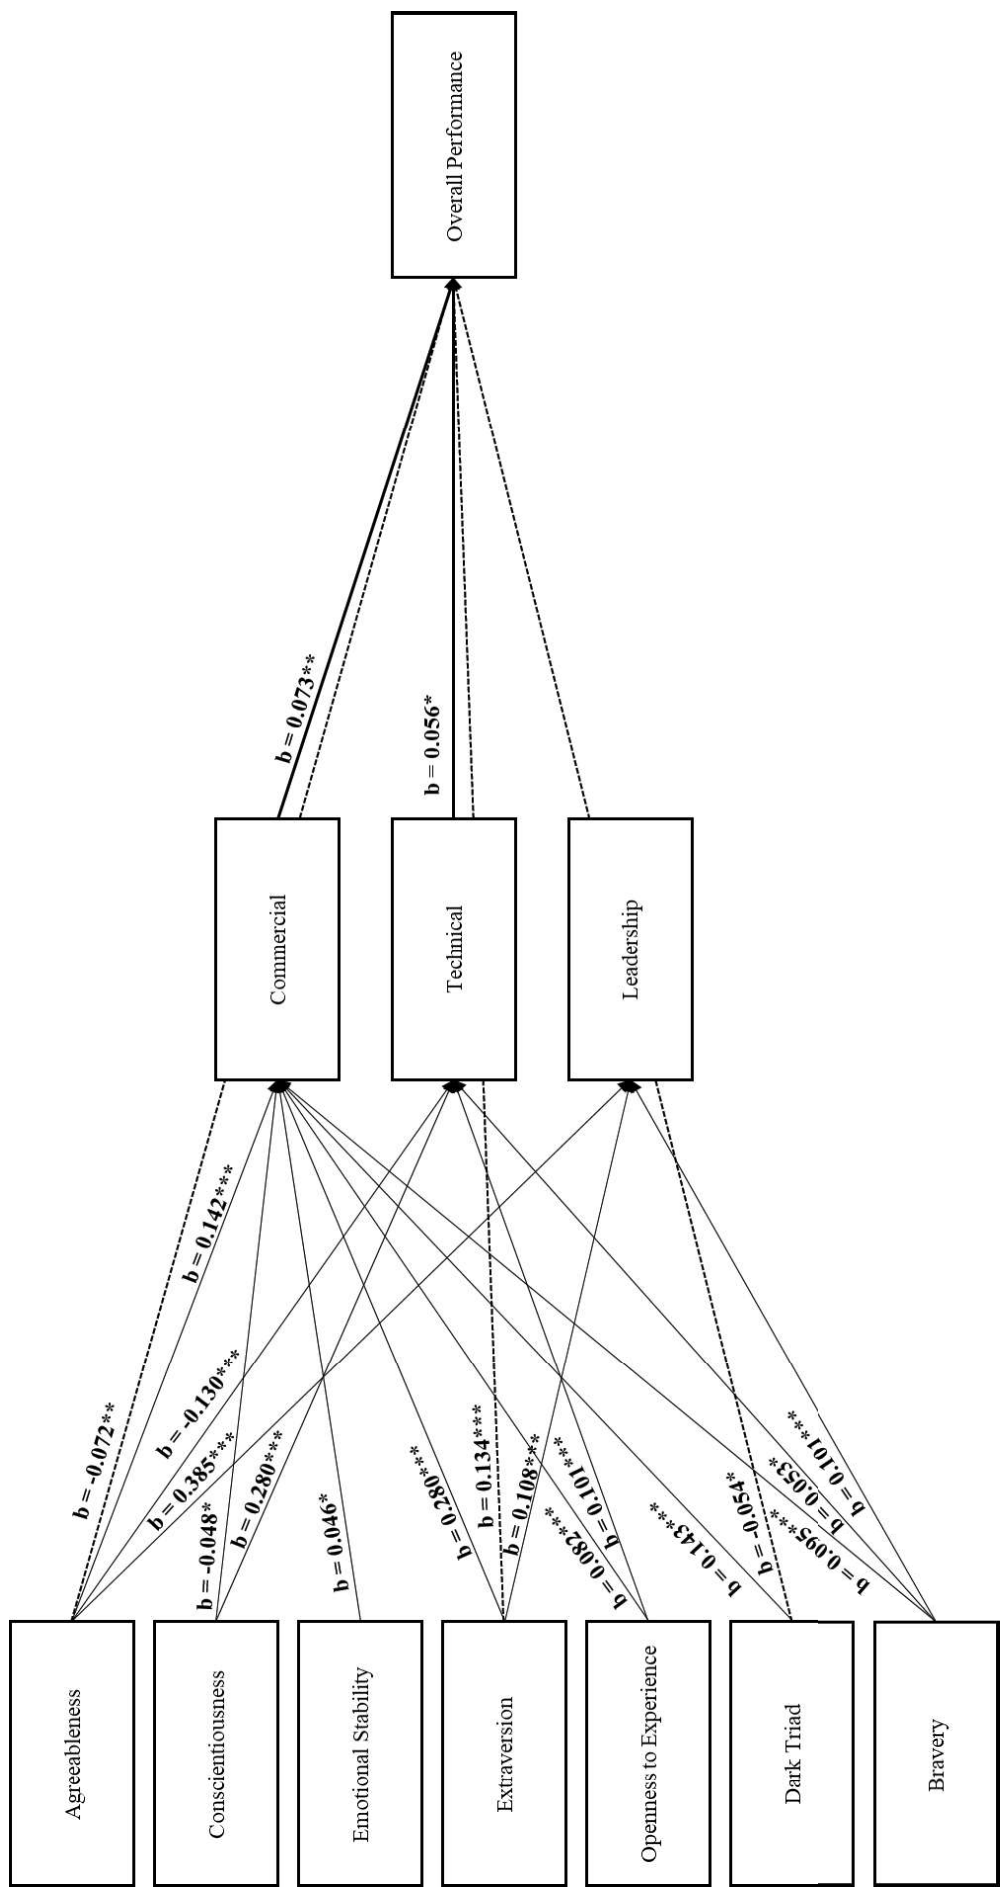 Agreeableness
Conscientiousness
Emotional Stability
Extraversion
Openness to Experience
Dark Triad
Bravery
b = -0.072**
b = 0.142***
b = -0.130***
b = 0.385***
b = -0.048*
b = 0.280***
b = 0.046*
b = 0.280***
b = 0.134***
b = 0.108***
b = 0.082***
b = 0.101***
b = 0.143***
b = -0.054*
b = 0.095***
b = 0.053*
b = 0.101***
Commercial
Technical
Leadership
b = 0.073**
b = 0.056*
Overall Performance